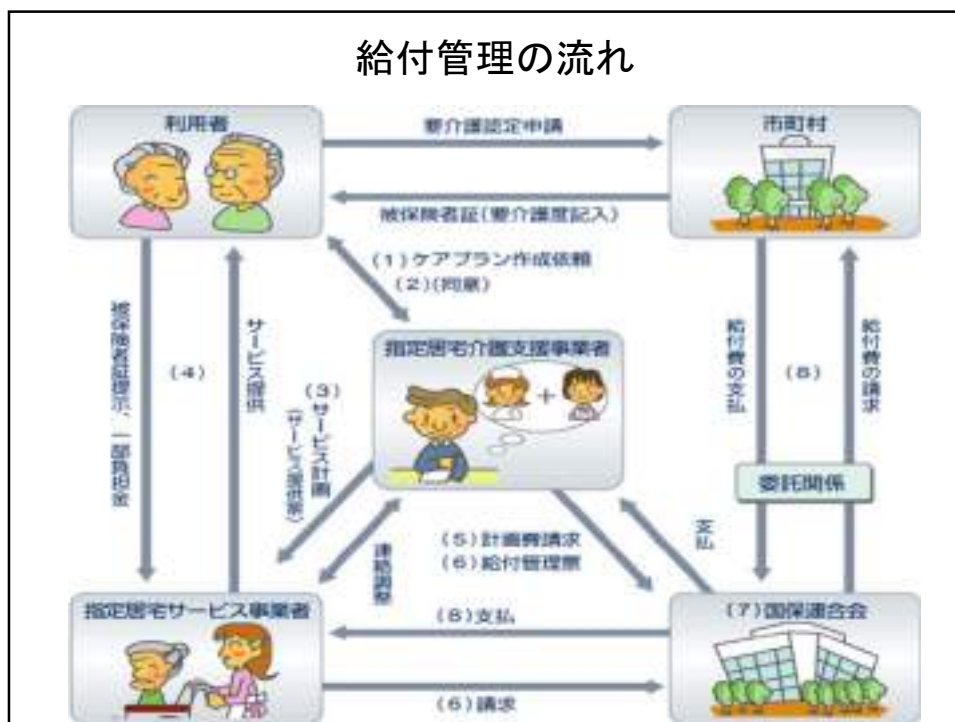 給付管理の流れ
利用者
要介護認定申請
市町村
被保険者証(要介護度記入)
(1)ケアプラン作成依頼
(2)(同意)
指定居宅介護支援事業者
被保険者証提示、一部負担金
(4)
サービス提供
(3)サービス計画
(サービス提供票)
給付費の支払
(8)
給付費の請求
委託関係
連絡調整
(5)計画費請求
(6)給付管理票
支払
指定居宅サービス事業者
(8)支払
(7)国保連合会
(6)請求